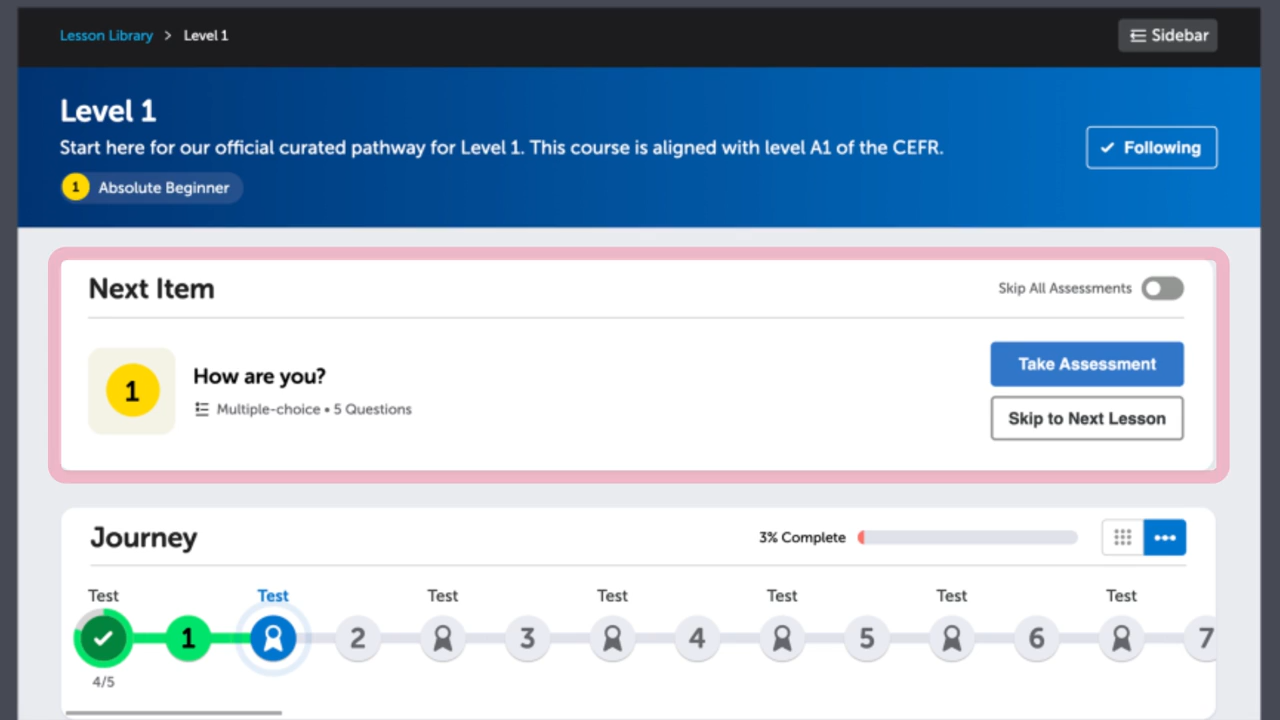 Lesson Library > Level 1
Sidebar
Level 1
Start here for our official curated pathway for Level 1. This course is aligned with level A1 of the CEFR.
Following
1 Absolute Beginner
Next Item
Skip All Assessments
1
How are you?
Multiple-choice • 5 Questions
Take Assessment
Skip to Next Lesson
Journey
3% Complete
Test Test Test Test Test Test Test
1 2 3 4 5 6 7
4/5